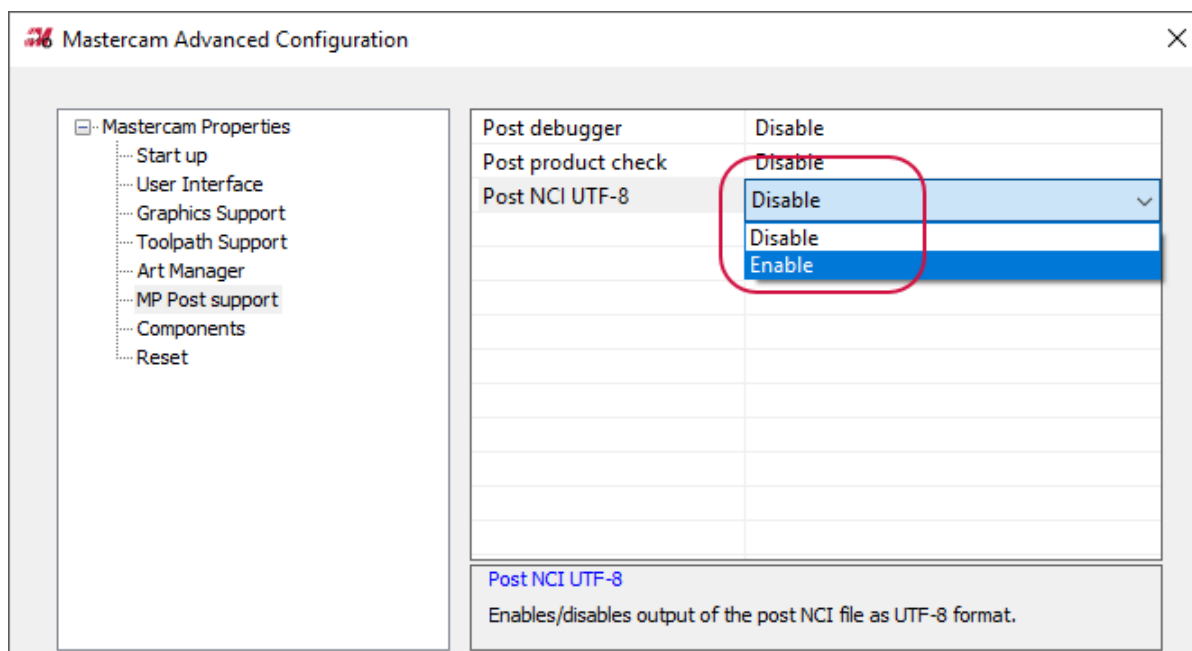 Mastercam Advanced Configuration
Mastercam Properties
Start up
User Interface
Graphics Support
Toolpath Support
Art Manager
MP Post support
Components
Reset
Post debugger Disable
Post product check Disable
Post NCI UTF-8 Disable
Disable
Enable
Post NCI UTF-8
Enables/disables output of the post NCI file as UTF-8 format.